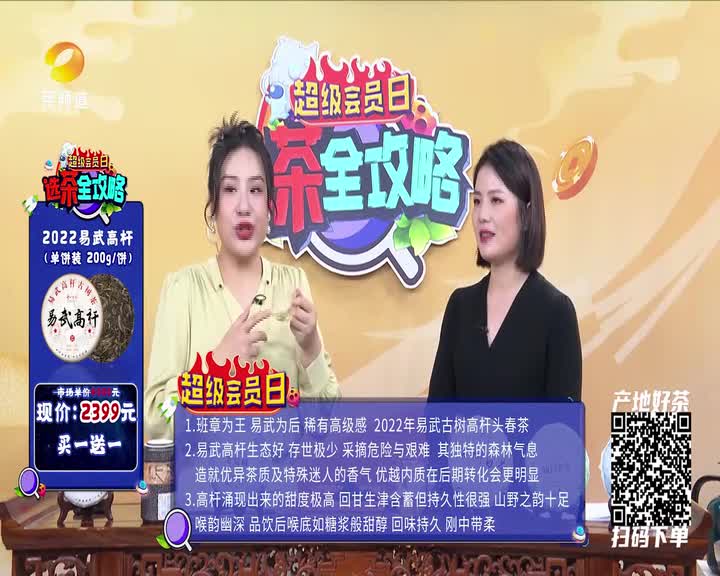 茶频道
超级会员日
茶全攻略
超级会员日
选茶全攻略
2022易武高杆
(单饼装 200g/饼)
易武高杆古树茶
易武高杆
现价:2399元
买一送一
超级会员日
1.班章为王 易武为后 稀有高级感 2022年易武古树高杆头春茶
2.易武高杆生态好 存世极少 采摘危险与艰难 其独特的森林气息
造就优异茶质及特殊迷人的香气 优越内质在后期转化会更明显
3.高杆涌现出来的甜度极高 回甘生津含蓄但持久性很强 山野之韵十足
喉韵幽深 品饮后喉底如糖浆般甜醇 回味持久 刚中带柔
产地好茶
扫码下单